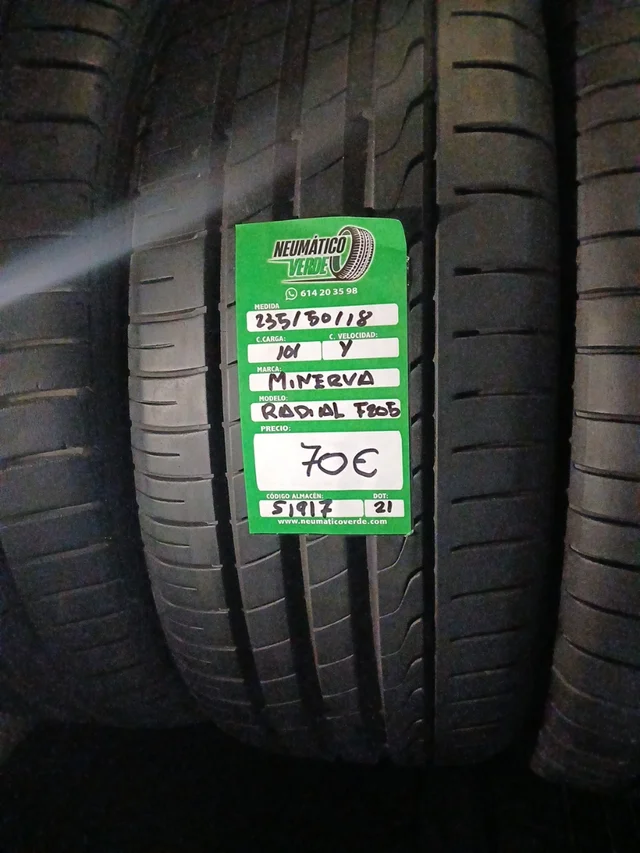 NEUMÁTICO
VERDE
614 20 35 98
MEDIDA
235/50/18
C.CARGA: C. VELOCIDAD:
101 Y
MARCA:
MINERVA
MODELO:
RADIAL F205
PRECIO:
70€
CÓDIGO ALMACÉN: DOT:
51917 21
www.neumaticoverde.com